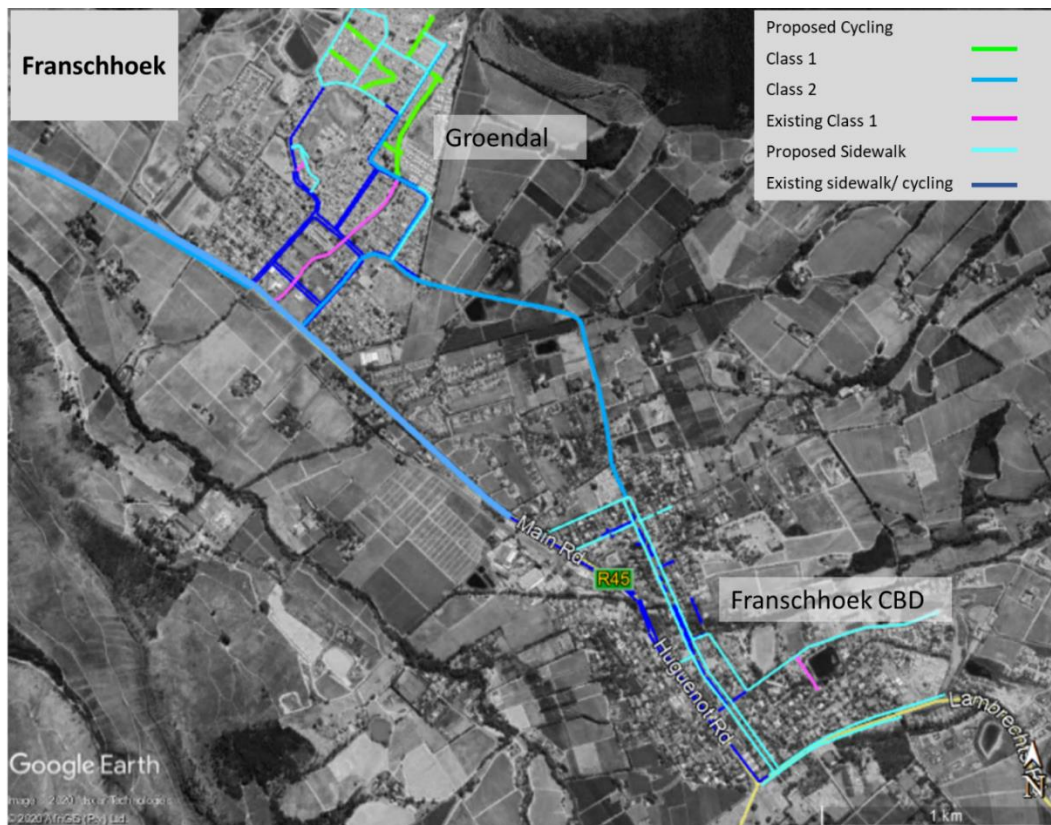 Franschhoek
Proposed Cycling
Class 1
Class 2
Existing Class 1
Proposed Sidewalk
Existing sidewalk/ cycling
Groendal
Main Rd
R45
Franschhoek CBD
Huguenot Rd
Google Earth
N
1 km